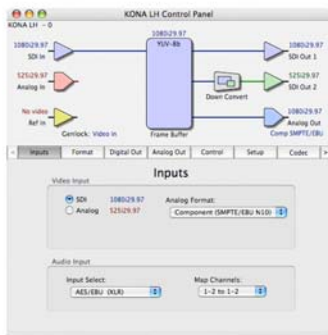 KONA LH Control Panel
KONA LH - 0
1080i29.97
1080i29.97 YUV-8b 1080i29.97
SDI In SDI Out 1
525i29.97 525i29.97
Analog In SDI Out 2
Down Convert
No video 1080i29.97
Ref In Analog Out
Genlock: Video In Frame Buffer Comp SMPTE/EBU
Inputs Format Digital Out Analog Out Control Setup Codec
Inputs
Video Input
SDI 1080i29.97 Analog Format:
Analog 525i29.97 Component (SMPTE/EBU N10)
Audio Input
Input Select: Map Channels:
AES/EBU (XLR) 1-2 to 1-2